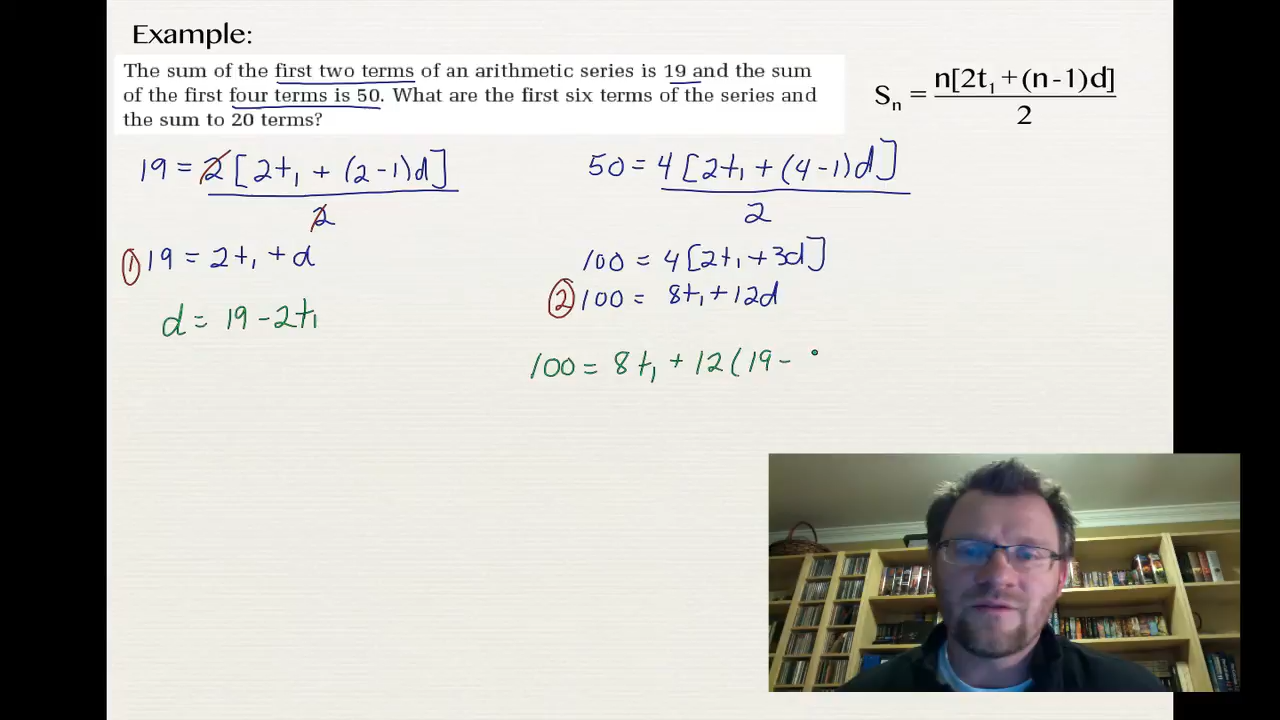 Example:
The sum of the first two terms of an arithmetic series is 19 and the sum
of the first four terms is 50. What are the first six terms of the series and
the sum to 20 terms?
Sₙ = n[2t₁ + (n - 1)d]
2
19 = 2[2t₁ + (2-1)d]
2
50 = 4[2t₁ + (4-1)d]
2
① 19 = 2t₁ + d
d = 19 - 2t₁
100 = 4[2t₁ + 3d]
② 100 = 8t₁ + 12d
100 = 8t₁ + 12(19 -